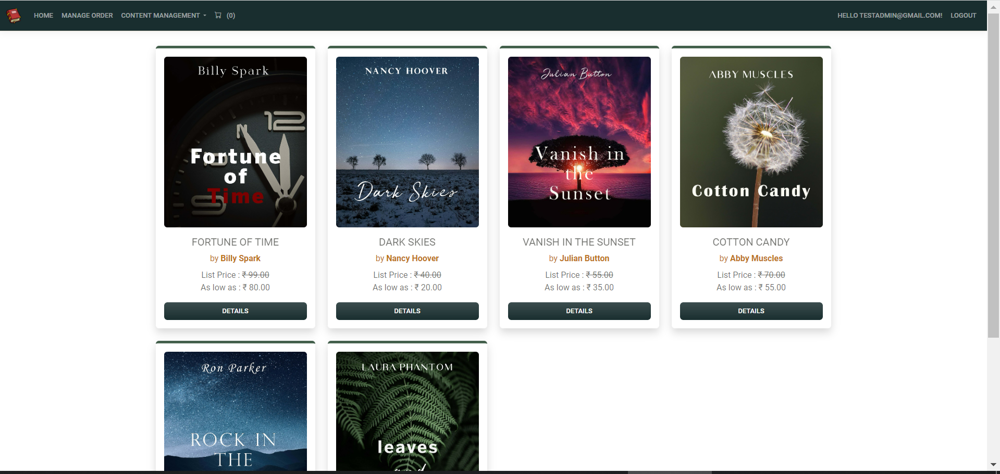 HOME MANAGE ORDER CONTENT MANAGEMENT (0) HELLO TESTADMIN@GMAIL.COM! LOGOUT
Billy Spark
Fortune
of
Time
12
FORTUNE OF TIME
by Billy Spark
List Price : ₹ 99.00
As low as : ₹ 80.00
DETAILS
NANCY HOOVER
Dark Skies
DARK SKIES
by Nancy Hoover
List Price : ₹ 40.00
As low as : ₹ 20.00
DETAILS
Julian Button
Vanish in
the
Sunset
VANISH IN THE SUNSET
by Julian Button
List Price : ₹ 55.00
As low as : ₹ 35.00
DETAILS
ABBY MUSCLES
Cotton Candy
COTTON CANDY
by Abby Muscles
List Price : ₹ 70.00
As low as : ₹ 55.00
DETAILS
Ron Parker
ROCK IN
THE
LAURA PHANTOM
leaves